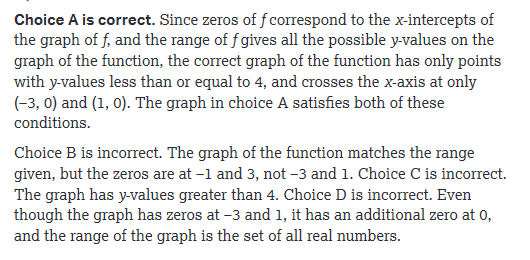 Choice A is correct. Since zeros of f correspond to the x-intercepts of
the graph of f, and the range of f gives all the possible y-values on the
graph of the function, the correct graph of the function has only points
with y-values less than or equal to 4, and crosses the x-axis at only
(–3, 0) and (1, 0). The graph in choice A satisfies both of these
conditions.
Choice B is incorrect. The graph of the function matches the range
given, but the zeros are at –1 and 3, not –3 and 1. Choice C is incorrect.
The graph has y-values greater than 4. Choice D is incorrect. Even
though the graph has zeros at –3 and 1, it has an additional zero at 0,
and the range of the graph is the set of all real numbers.